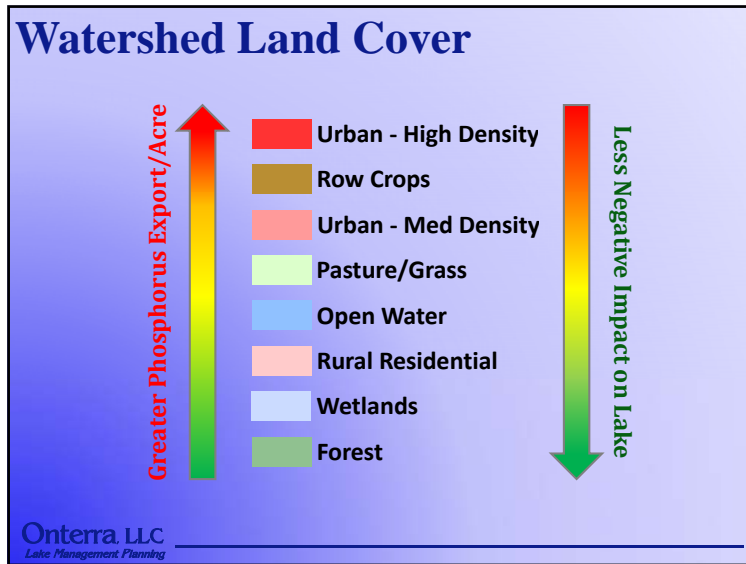 Watershed Land Cover
Greater Phosphorus Export/Acre
Urban - High Density
Row Crops
Urban - Med Density
Pasture/Grass
Open Water
Rural Residential
Wetlands
Forest
Less Negative Impact on Lake
Onterra, LLC
Lake Management Planning